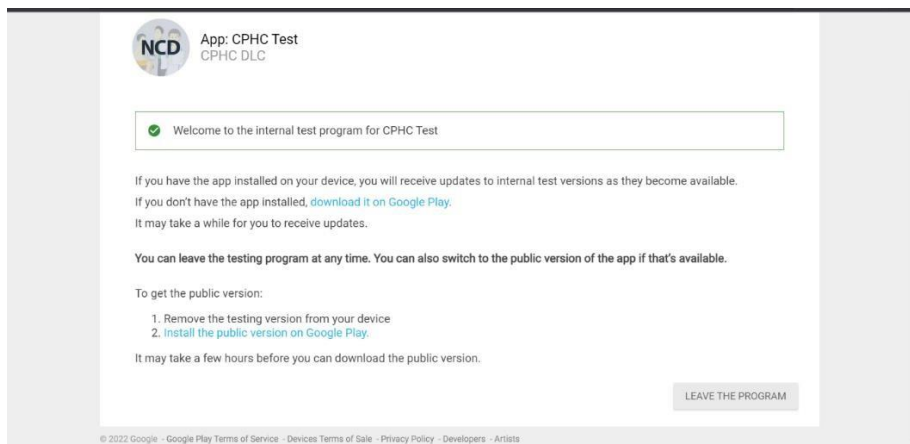 NCD
App: CPHC Test
CPHC DLC
Welcome to the internal test program for CPHC Test
If you have the app installed on your device, you will receive updates to internal test versions as they become available.
If you don't have the app installed, download it on Google Play.
It may take a while for you to receive updates.
You can leave the testing program at any time. You can also switch to the public version of the app if that's available.
To get the public version:
1. Remove the testing version from your device
2. Install the public version on Google Play.
It may take a few hours before you can download the public version.
LEAVE THE PROGRAM
© 2022 Google - Google Play Terms of Service - Devices Terms of Sale - Privacy Policy - Developers - Artists